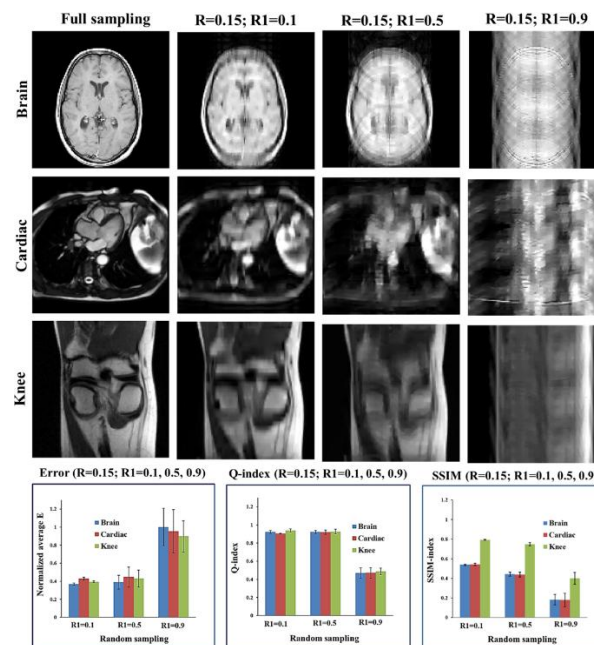 Full sampling R=0.15; R1=0.1 R=0.15; R1=0.5 R=0.15; R1=0.9
Brain
Cardiac
Knee
Error (R=0.15; R1=0.1, 0.5, 0.9)
Normalized average E
1.4
1.2
1
0.8
0.6
0.4
0.2
0
Brain
Cardiac
Knee
R1=0.1 R1=0.5 R1=0.9
Random sampling
Q-index (R=0.15; R1=0.1, 0.5, 0.9)
Q-index
1.2
1
0.8
0.6
0.4
0.2
0
Brain
Cardiac
Knee
R1=0.1 R1=0.5 R1=0.9
Random sampling
SSIM (R=0.15; R1=0.1, 0.5, 0.9)
SSIM-index
1
0.8
0.6
0.4
0.2
0
Brain
Cardiac
Knee
R1=0.1 R1=0.5 R1=0.9
Random sampling